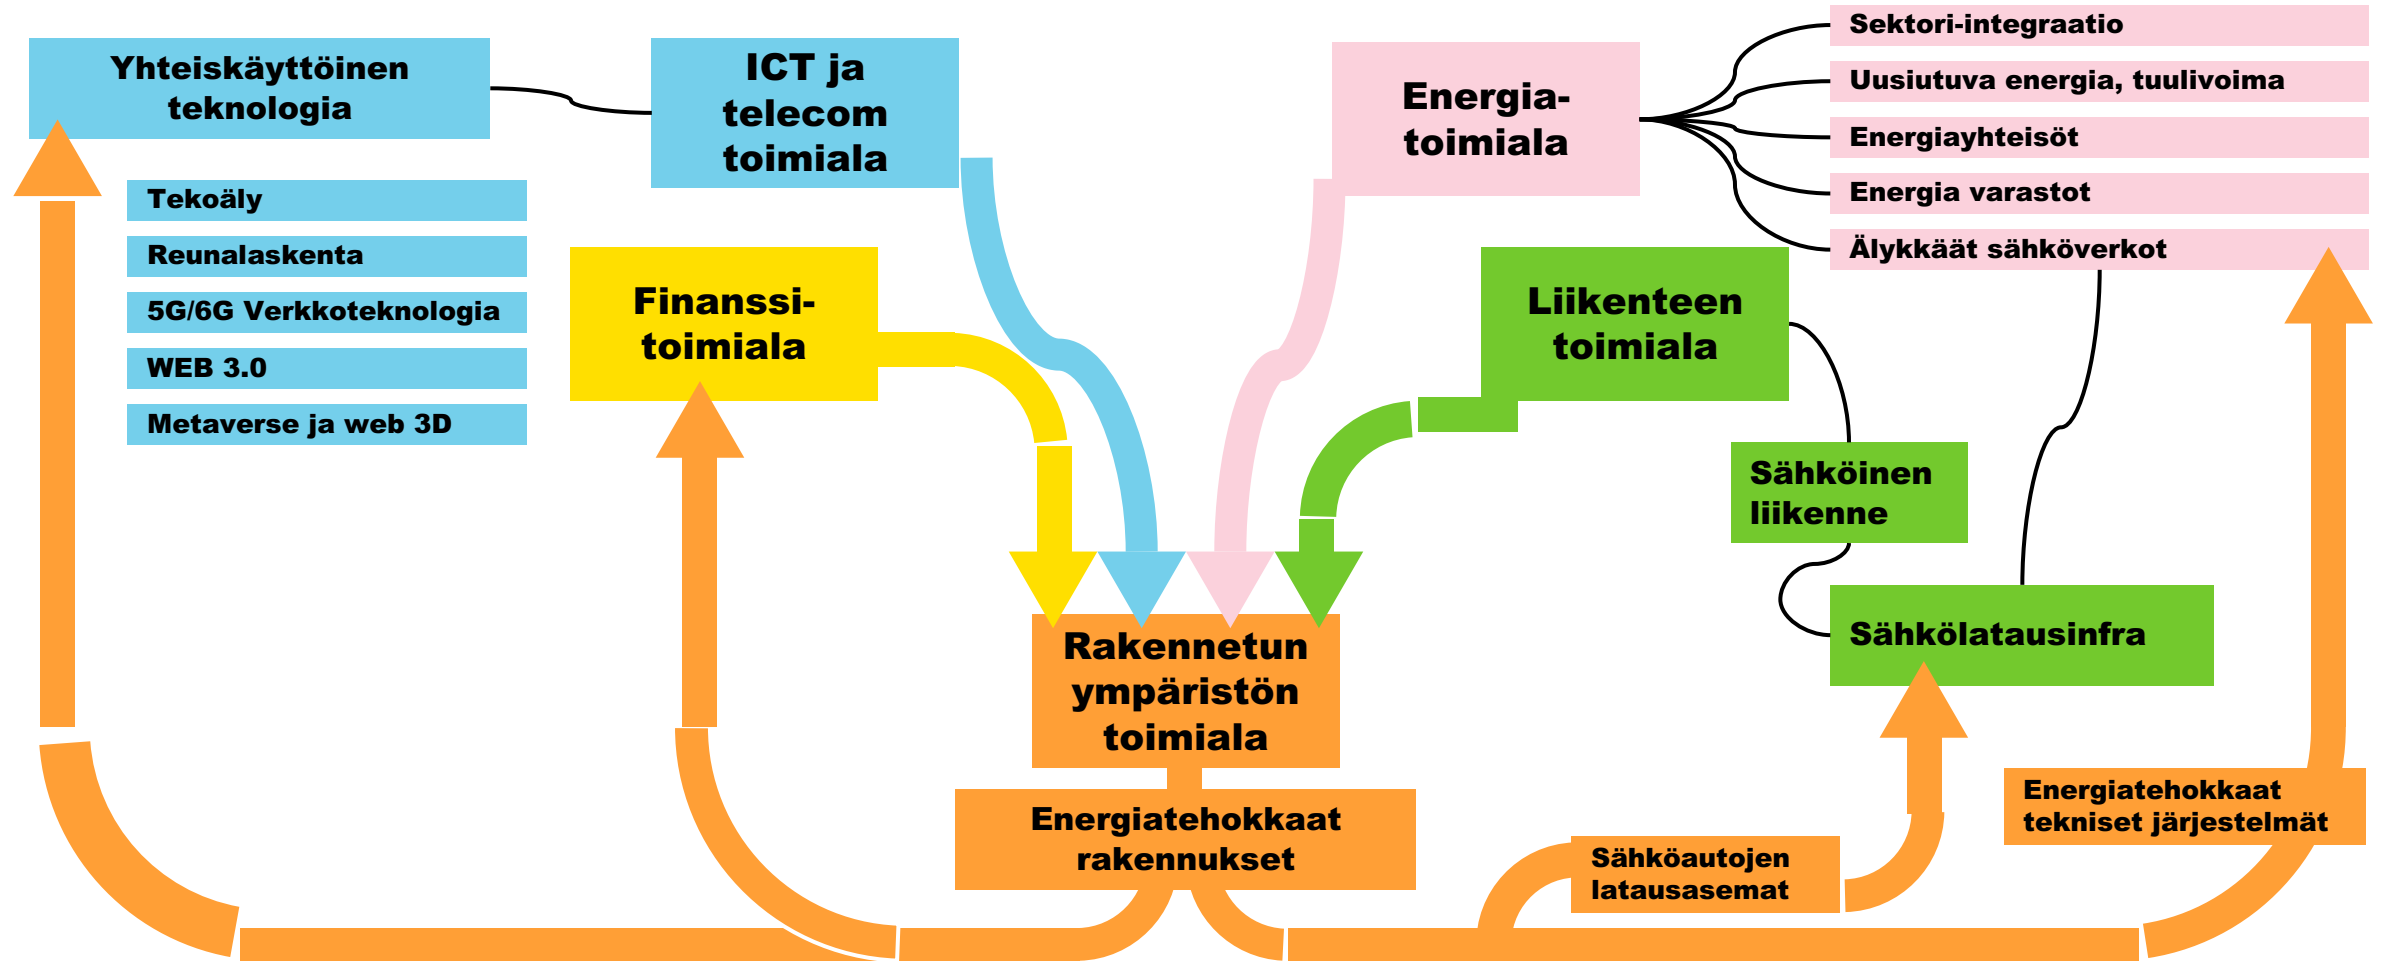 Yhteiskäyttöinen
teknologia
Tekoäly
Reunalaskenta
5G/6G Verkkoteknologia
WEB 3.0
Metaverse ja web 3D
ICT ja
telecom
toimiala
Finanssi-
toimiala
Energia-
toimiala
Sektori-integraatio
Uusiutuva energia, tuulivoima
Energiayhteisöt
Energia varastot
Älykkäät sähköverkot
Liikenteen
toimiala
Sähköinen
liikenne
Sähkölatausinfra
Rakennetun
ympäristön
toimiala
Energiatehokkaat
rakennukset
Sähköautojen
latausasemat
Energiatehokkaat
tekniset järjestelmät